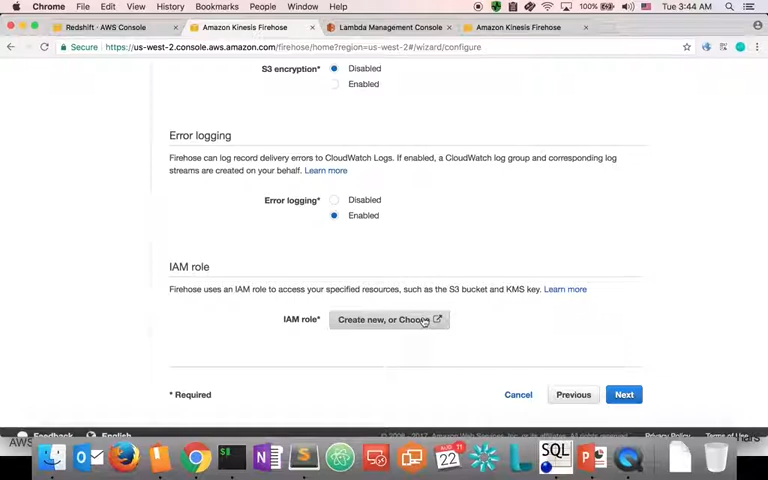 Chrome File Edit View History Bookmarks People Window Help 100% Tue 3:44 AM
Redshift - AWS Console Amazon Kinesis Firehose Lambda Management Console Amazon Kinesis Firehose
Secure https://us-west-2.console.aws.amazon.com/firehose/home?region=us-west-2#/wizard/configure
S3 encryption* Disabled
Enabled
Error logging
Firehose can log record delivery errors to CloudWatch Logs. If enabled, a CloudWatch log group and corresponding log
streams are created on your behalf. Learn more
Error logging* Disabled
Enabled
IAM role
Firehose uses an IAM role to access your specified resources, such as the S3 bucket and KMS key. Learn more
IAM role* Create new, or Choose
* Required Cancel Previous Next
Feedback English Privacy Policy Terms of Use
AWS
AUG 22 11
SQL